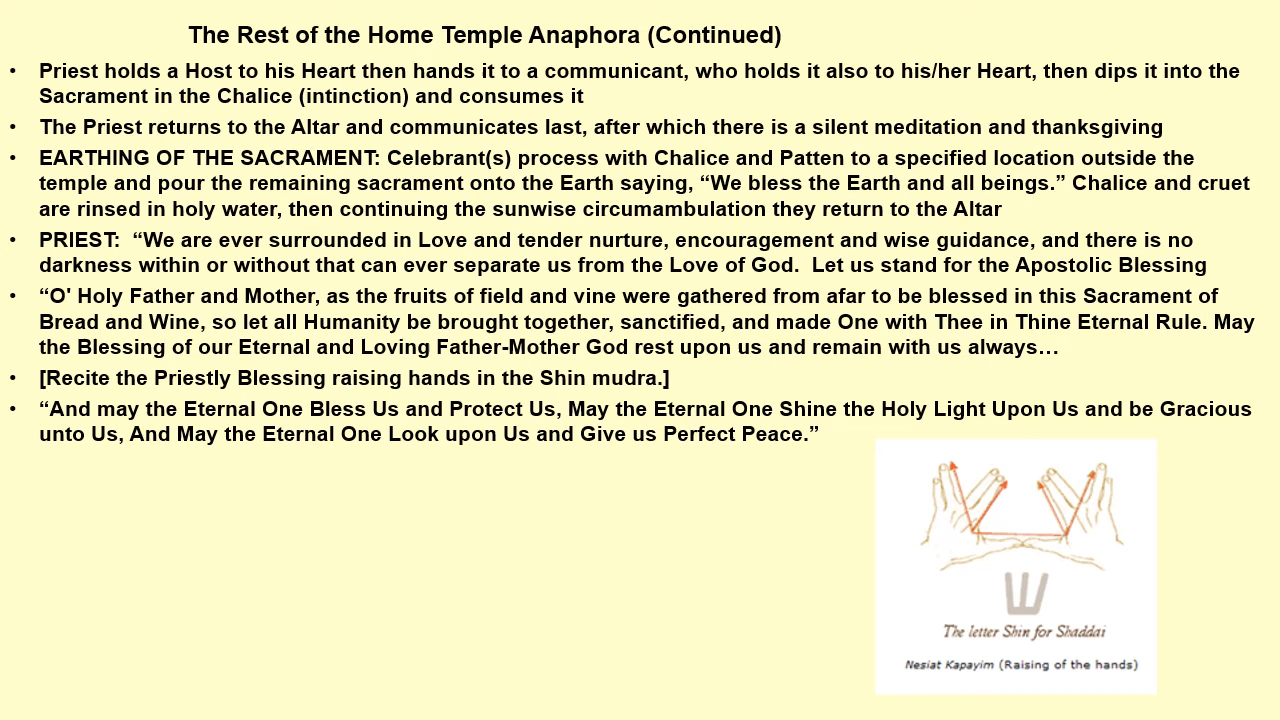 The Rest of the Home Temple Anaphora (Continued)
• Priest holds a Host to his Heart then hands it to a communicant, who holds it also to his/her Heart, then dips it into the
Sacrament in the Chalice (intinction) and consumes it
• The Priest returns to the Altar and communicates last, after which there is a silent meditation and thanksgiving
• EARTHING OF THE SACRAMENT: Celebrant(s) process with Chalice and Patten to a specified location outside the
temple and pour the remaining sacrament onto the Earth saying, “We bless the Earth and all beings.” Chalice and cruet
are rinsed in holy water, then continuing the sunwise circumambulation they return to the Altar
• PRIEST:  “We are ever surrounded in Love and tender nurture, encouragement and wise guidance, and there is no
darkness within or without that can ever separate us from the Love of God.  Let us stand for the Apostolic Blessing
• “O' Holy Father and Mother, as the fruits of field and vine were gathered from afar to be blessed in this Sacrament of
Bread and Wine, so let all Humanity be brought together, sanctified, and made One with Thee in Thine Eternal Rule. May
the Blessing of our Eternal and Loving Father-Mother God rest upon us and remain with us always…
• [Recite the Priestly Blessing raising hands in the Shin mudra.]
• “And may the Eternal One Bless Us and Protect Us, May the Eternal One Shine the Holy Light Upon Us and be Gracious
unto Us, And May the Eternal One Look upon Us and Give us Perfect Peace.”
ש
The letter Shin for Shaddai
Nesiat Kapayim (Raising of the hands)